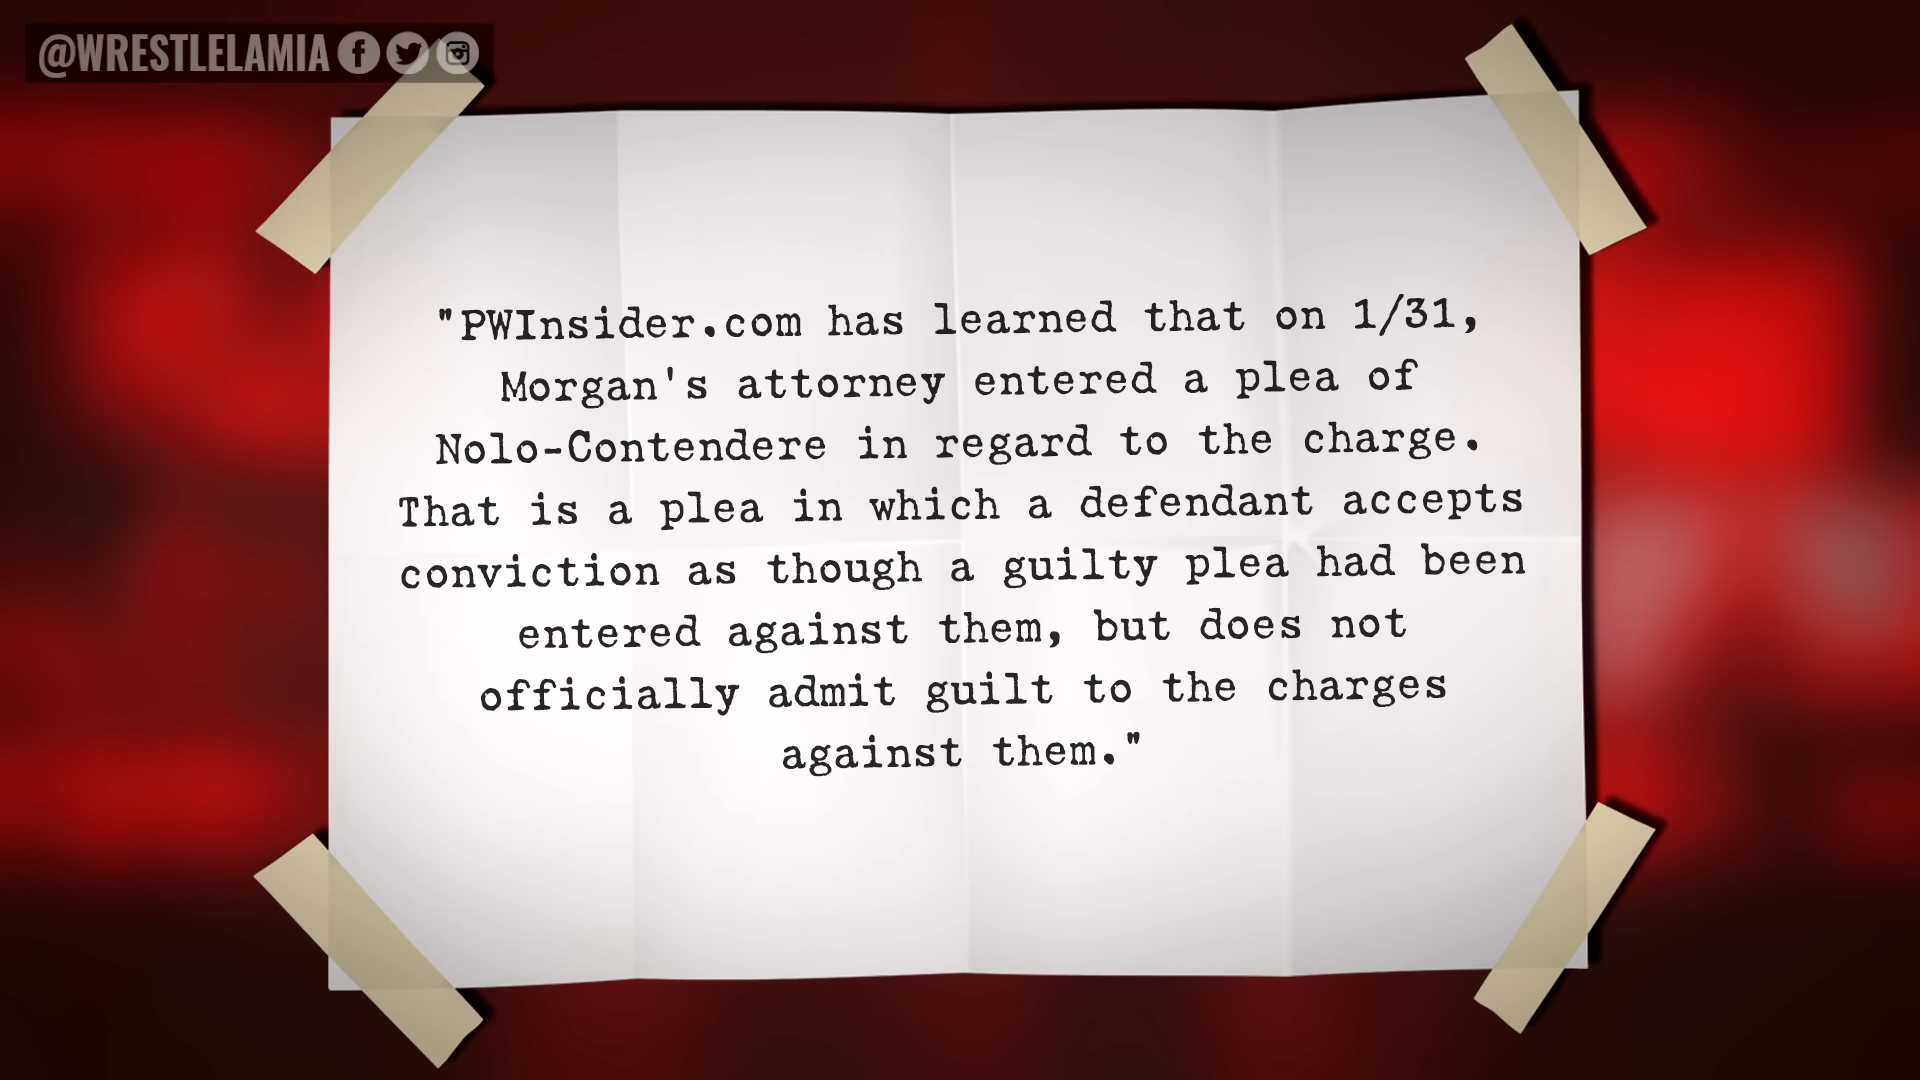 @WRESTLELAMIA
"PWInsider.com has learned that on 1/31,
Morgan's attorney entered a plea of
Nolo-Contendere in regard to the charge.
That is a plea in which a defendant accepts
conviction as though a guilty plea had been
entered against them, but does not
officially admit guilt to the charges
against them."